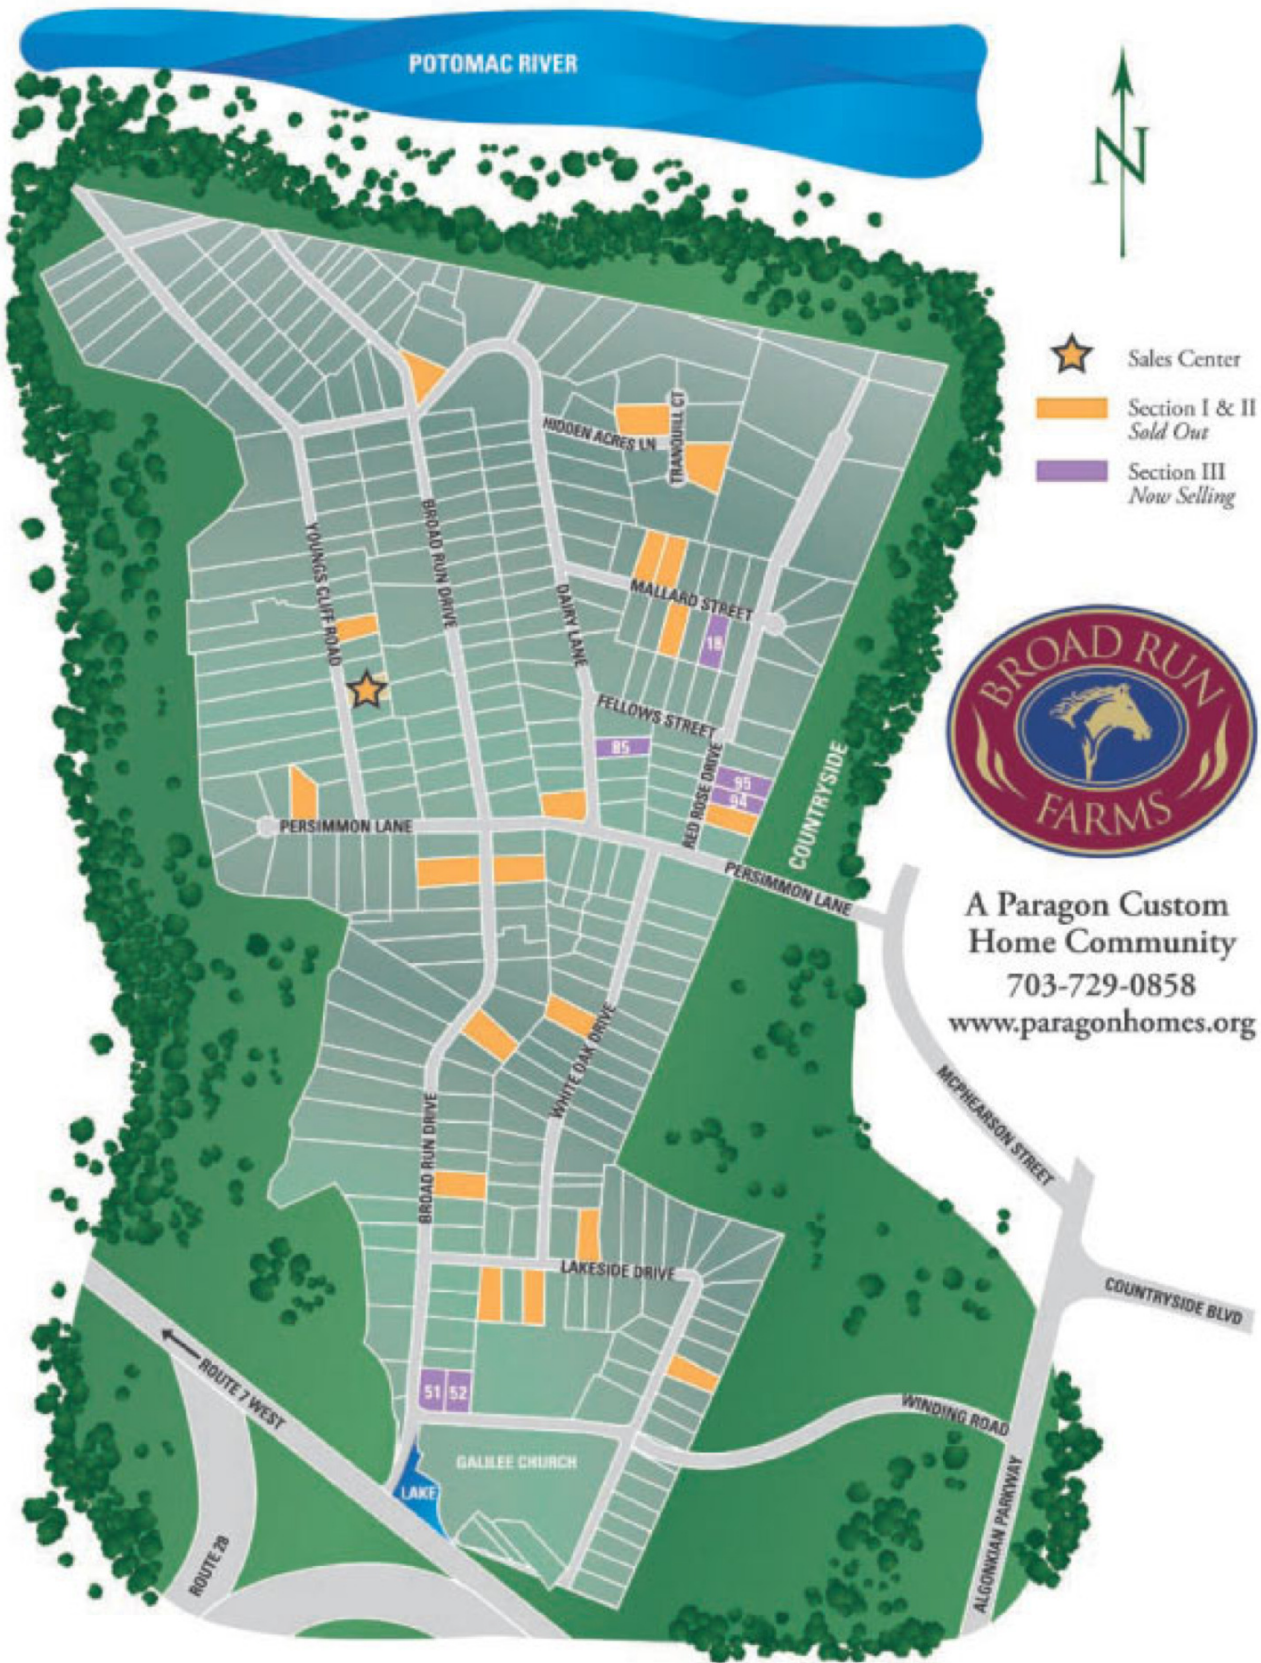 POTOMAC RIVER
N
Sales Center
Section I & II
Sold Out
Section III
Now Selling
TRANQUILL CT
HIDDEN ACRES LN
YOUNGS CLIFF ROAD
BROAD RUN DRIVE
DAIRY LANE
MALLARD STREET
18
FELLOWS STREET
85
RED ROSE DRIVE
95
94
COUNTRYSIDE
BROAD RUN
FARMS
PERSIMMON LANE
PERSIMMON LANE
A Paragon Custom
Home Community
703-729-0858
www.paragonhomes.org
WHITE OAK DRIVE
MCPHEARSON STREET
BROAD RUN DRIVE
LAKESIDE DRIVE
COUNTRYSIDE BLVD
ROUTE 7 WEST
51
52
WINDING ROAD
GALILEE CHURCH
LAKE
ROUTE 28
ALGONKIAN PARKWAY